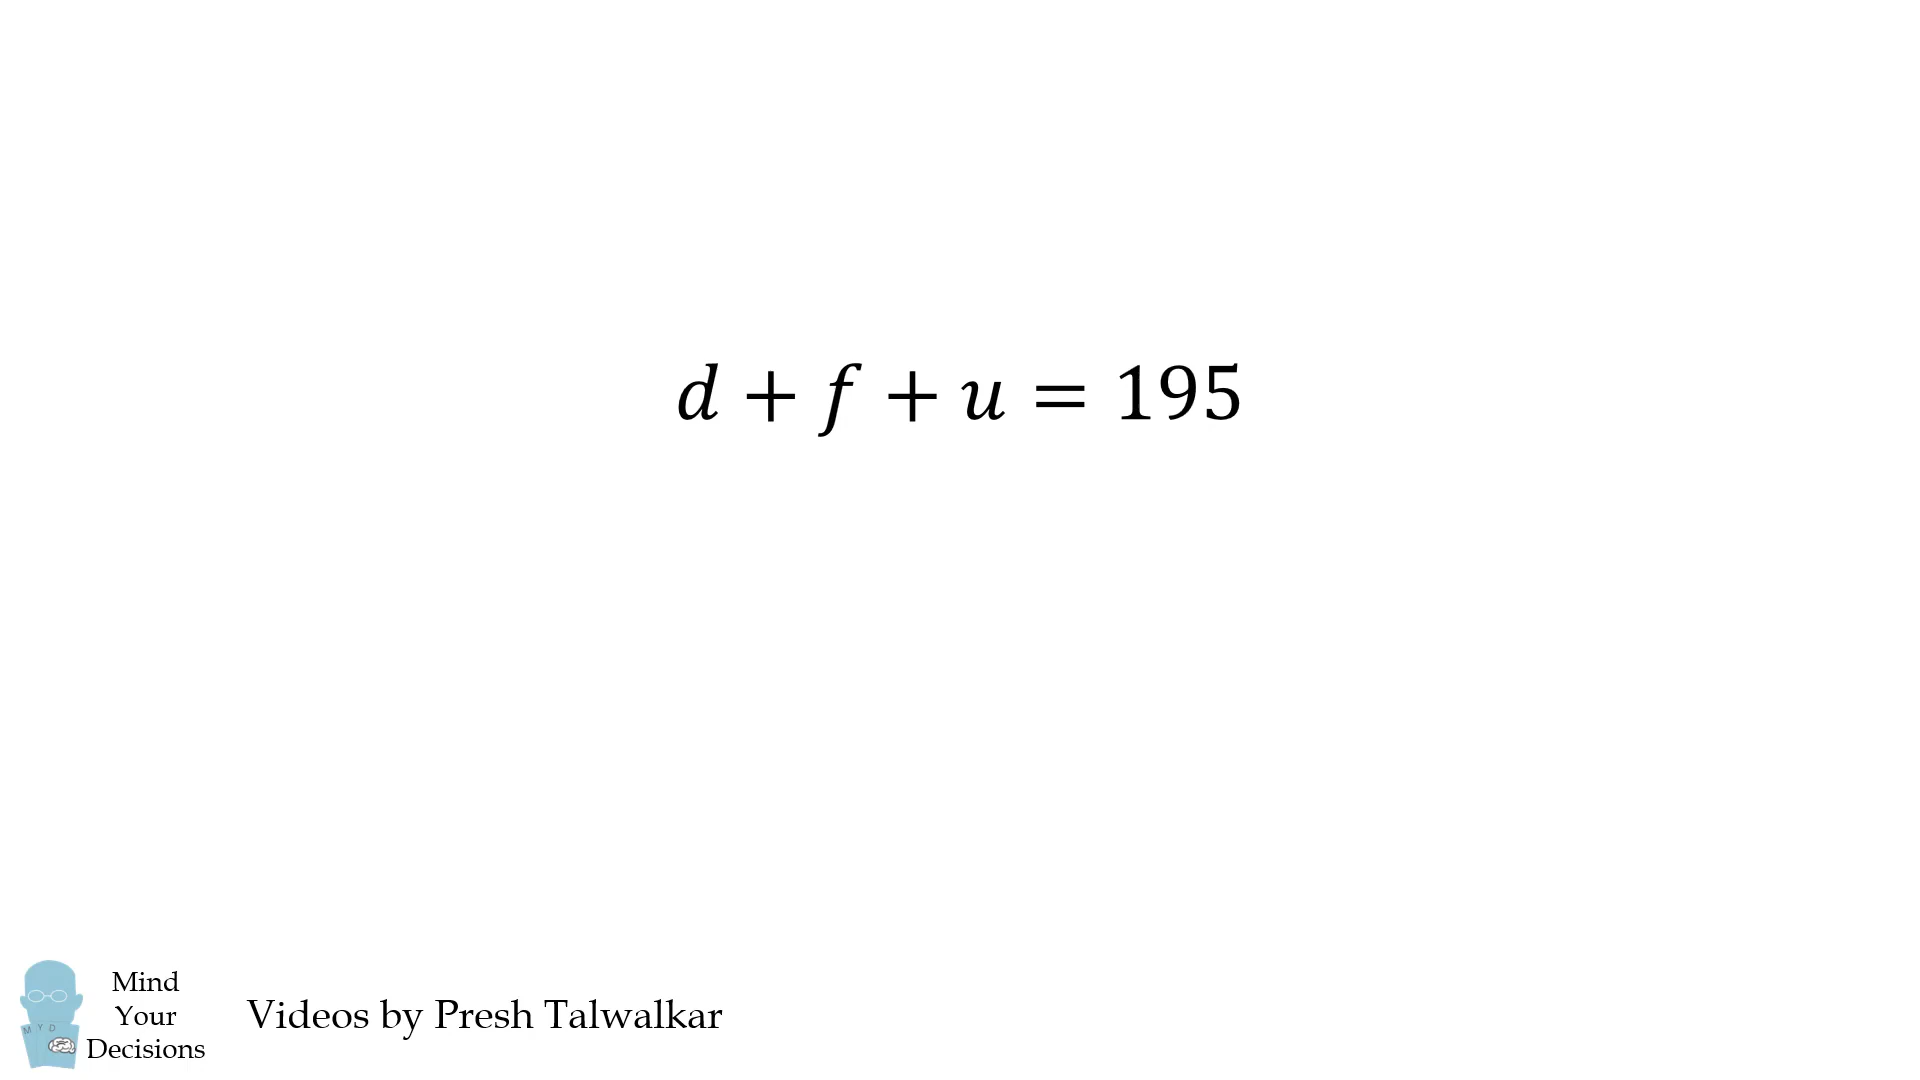 d + f + u = 195
M Y D
Mind
Your
Decisions
Videos by Presh Talwalkar